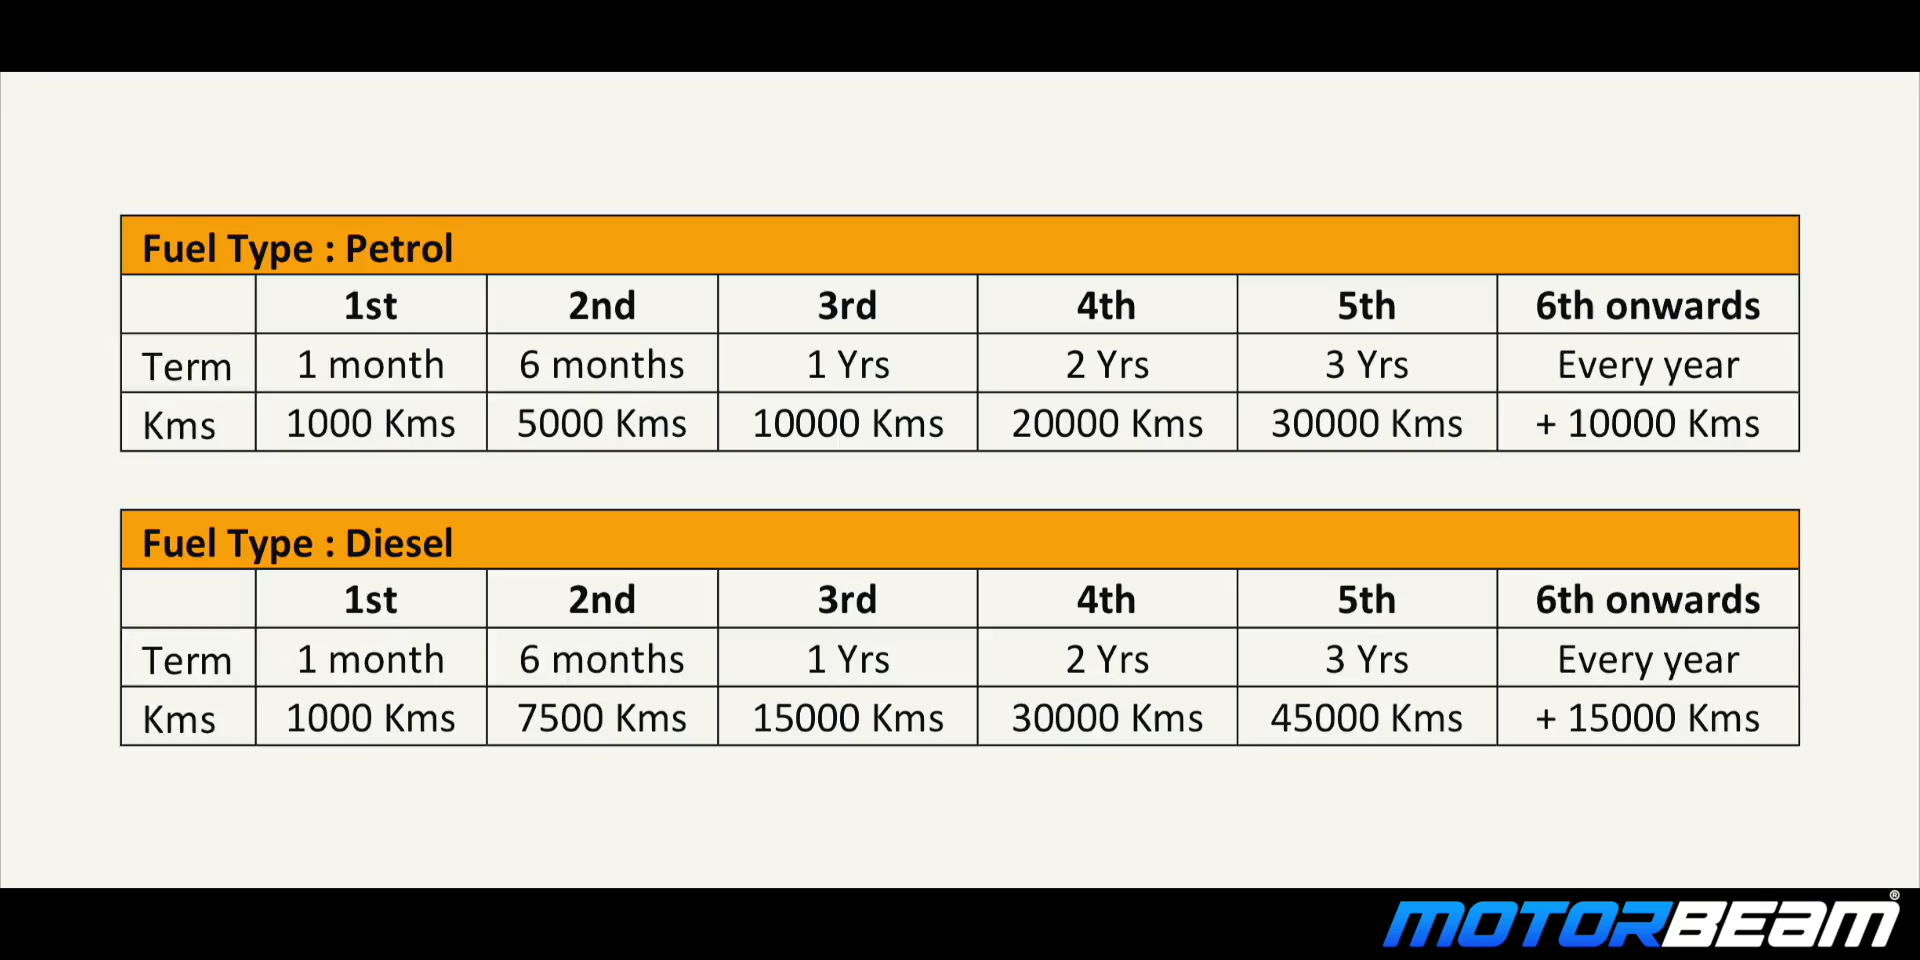 Fuel Type : Petrol
1st 2nd 3rd 4th 5th 6th onwards
Term 1 month 6 months 1 Yrs 2 Yrs 3 Yrs Every year
Kms 1000 Kms 5000 Kms 10000 Kms 20000 Kms 30000 Kms + 10000 Kms
Fuel Type : Diesel
1st 2nd 3rd 4th 5th 6th onwards
Term 1 month 6 months 1 Yrs 2 Yrs 3 Yrs Every year
Kms 1000 Kms 7500 Kms 15000 Kms 30000 Kms 45000 Kms + 15000 Kms
MOTORBEAM®